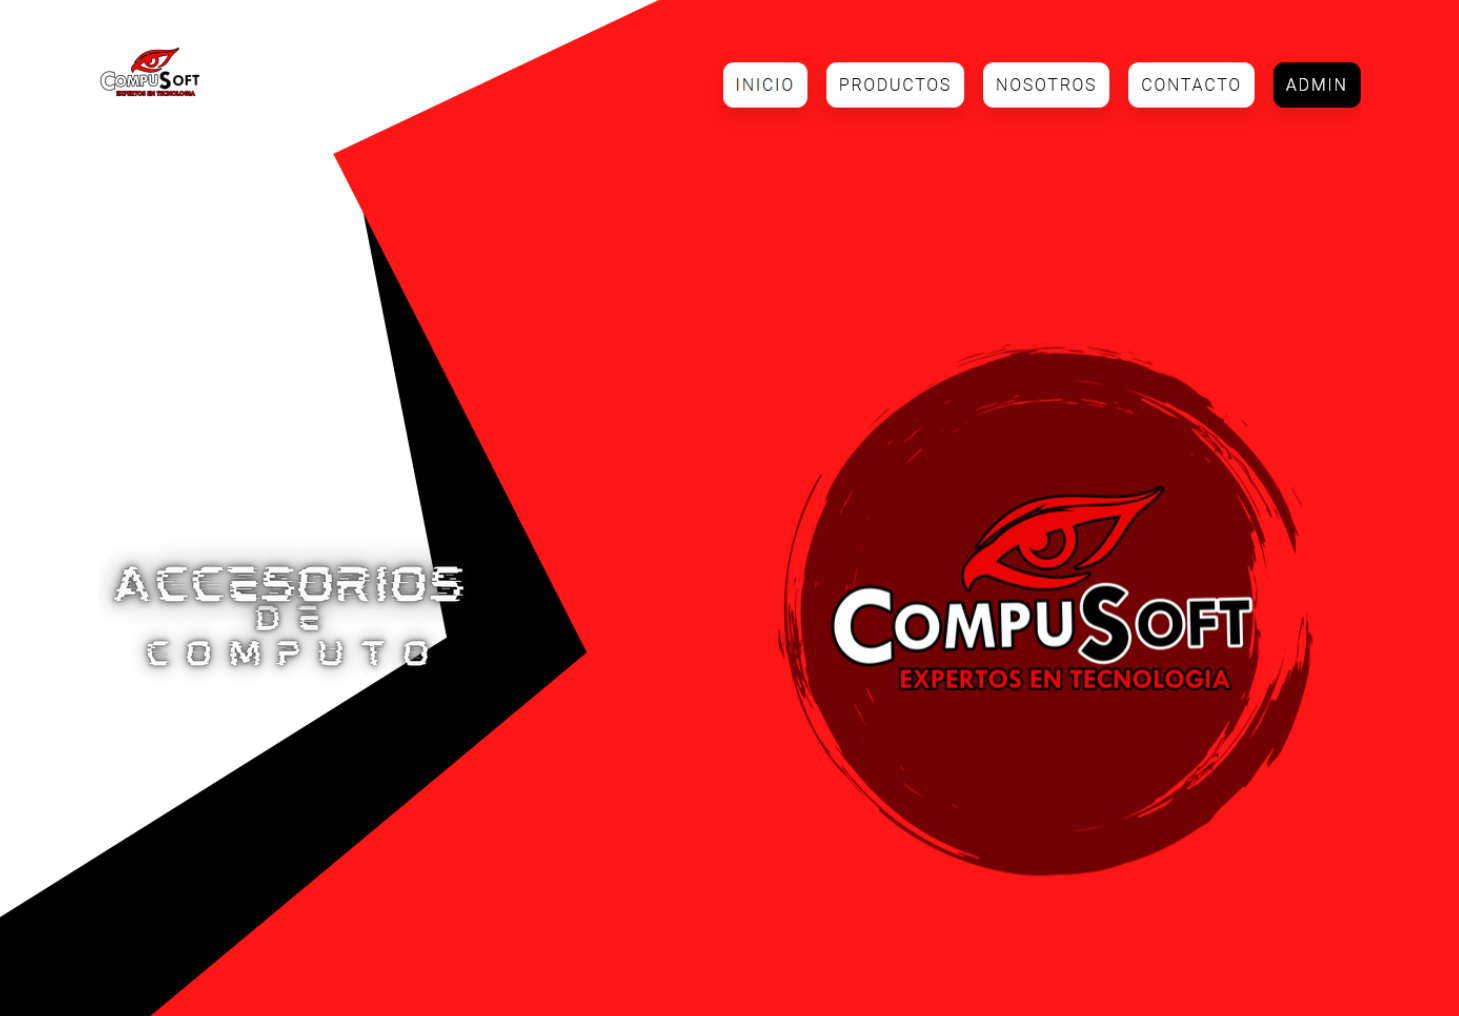 COMPUSOFT
EXPERTOS EN TECNOLOGIA
INICIO
PRODUCTOS
NOSOTROS
CONTACTO
ADMIN
ACCESORIOS
DE
COMPUTO
COMPUSOFT
EXPERTOS EN TECNOLOGIA